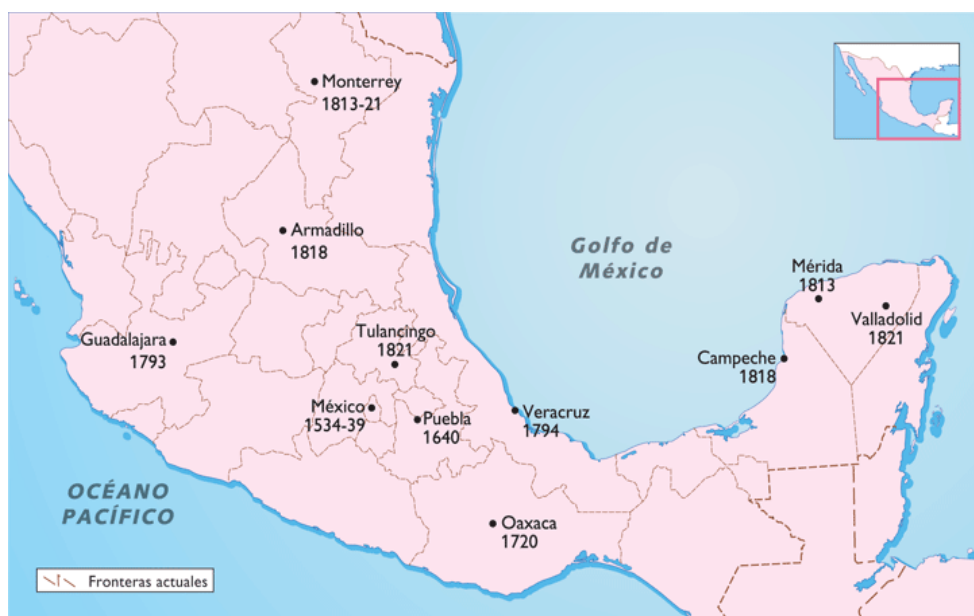 Monterrey
1813-21
Armadillo
1818
Golfo de
México
Mérida
1813
Valladolid
1821
Guadalajara
1793
Tulancingo
1821
Campeche
1818
México
1534-39
Puebla
1640
Veracruz
1794
OCÉANO
PACÍFICO
Oaxaca
1720
Fronteras actuales